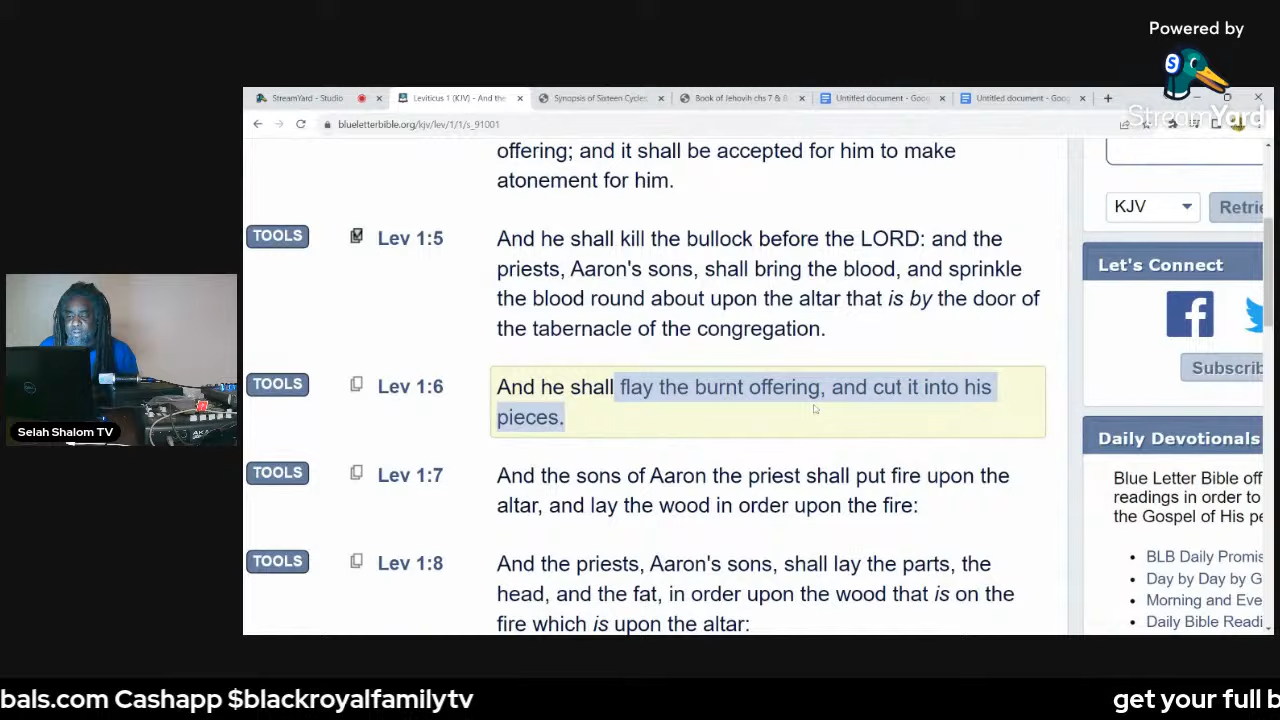 Powered by
S
StreamYard
StreamYard - Studio
Leviticus 1 (KJV) - And the
Synopsis of Sixteen Cycles
Book of Jehovih chs 7 & 8
Untitled document - Goog
Untitled document - Goog
blueletterbible.org/kjv/lev/1/1/s_91001
offering; and it shall be accepted for him to make
atonement for him.
TOOLS
Lev 1:5
And he shall kill the bullock before the LORD: and the
priests, Aaron's sons, shall bring the blood, and sprinkle
the blood round about upon the altar that is by the door of
the tabernacle of the congregation.
TOOLS
Lev 1:6
And he shall flay the burnt offering, and cut it into his
pieces.
TOOLS
Lev 1:7
And the sons of Aaron the priest shall put fire upon the
altar, and lay the wood in order upon the fire:
TOOLS
Lev 1:8
And the priests, Aaron's sons, shall lay the parts, the
head, and the fat, in order upon the wood that is on the
fire which is upon the altar:
KJV
Retrie
Let's Connect
Subscrib
Daily Devotionals
Blue Letter Bible off
readings in order to
the Gospel of His pe
BLB Daily Promis
Day by Day by G
Morning and Eve
Daily Bible Readi
Selah Shalom TV
AKA
bals.com Cashapp $blackroyalfamilytv
get your full b